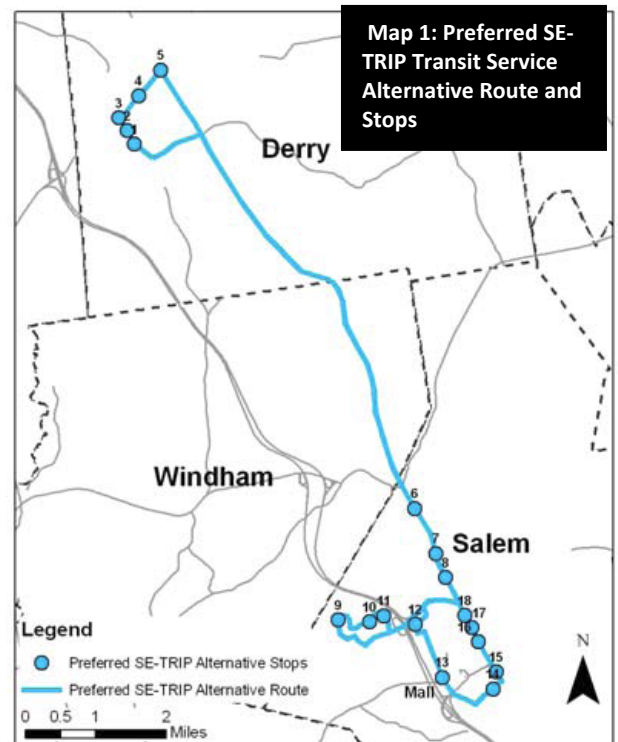 Map 1: Preferred SE-
TRIP Transit Service
Alternative Route and
Stops
5
4
3
2
1
Derry
Windham
6
7
Salem
8
9
10
11
12
18
17
16
13
15
14
Mall
N
Legend
Preferred SE-TRIP Alternative Stops
Preferred SE-TRIP Alternative Route
0 0.5 1 2
Miles